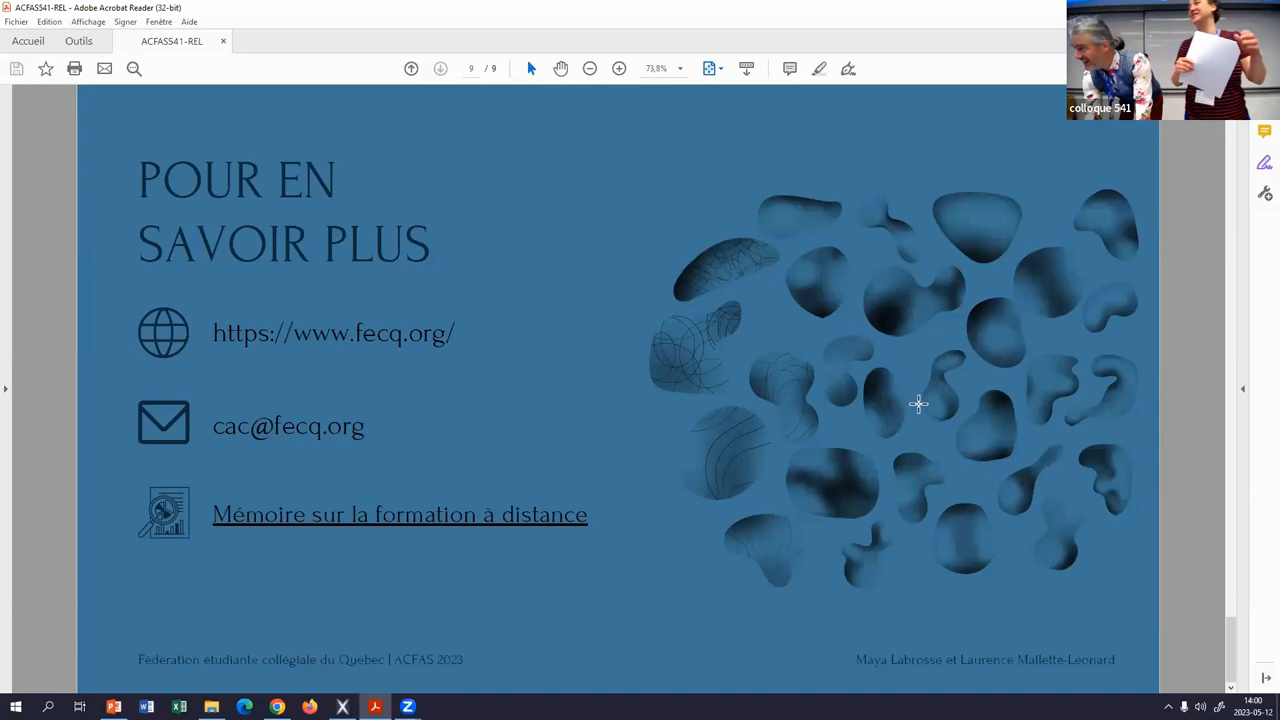 ACFAS541-REL - Adobe Acrobat Reader (32-bit)
Fichier Edition Affichage Signer Fenêtre Aide
Accueil Outils ACFAS541-REL ×
9 / 9 73,8%
colloque 541
POUR EN
SAVOIR PLUS
https://www.fecq.org/
cac@fecq.org
Mémoire sur la formation à distance
Féderation étudiante collégiale du Québec | ACFAS 2023
Maya Labrosse et Laurence Mallette-Léonard
14:00
2023-05-12